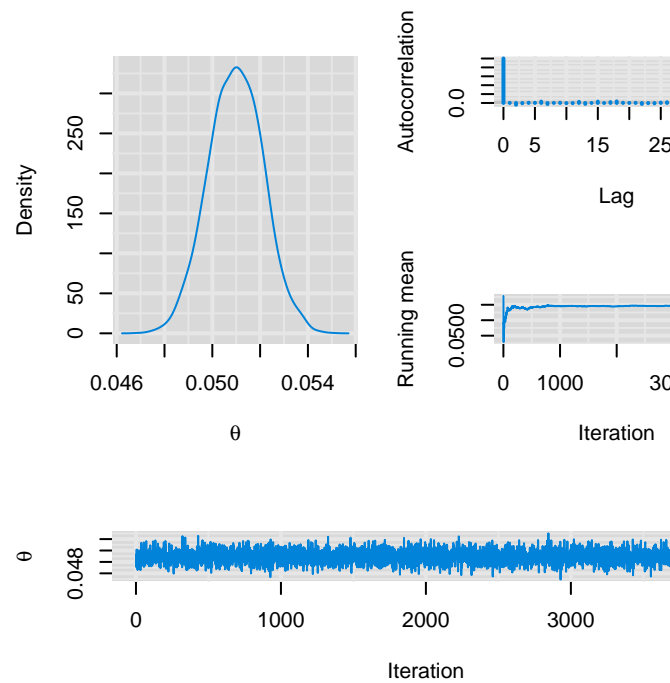 Density
0 50 150 250
0.046 0.050 0.054
θ
Autocorrelation
0.0
0 5 15 25
Lag
Running mean
0.0500
0 1000 30
Iteration
θ
0.048
0 1000 2000 3000
Iteration